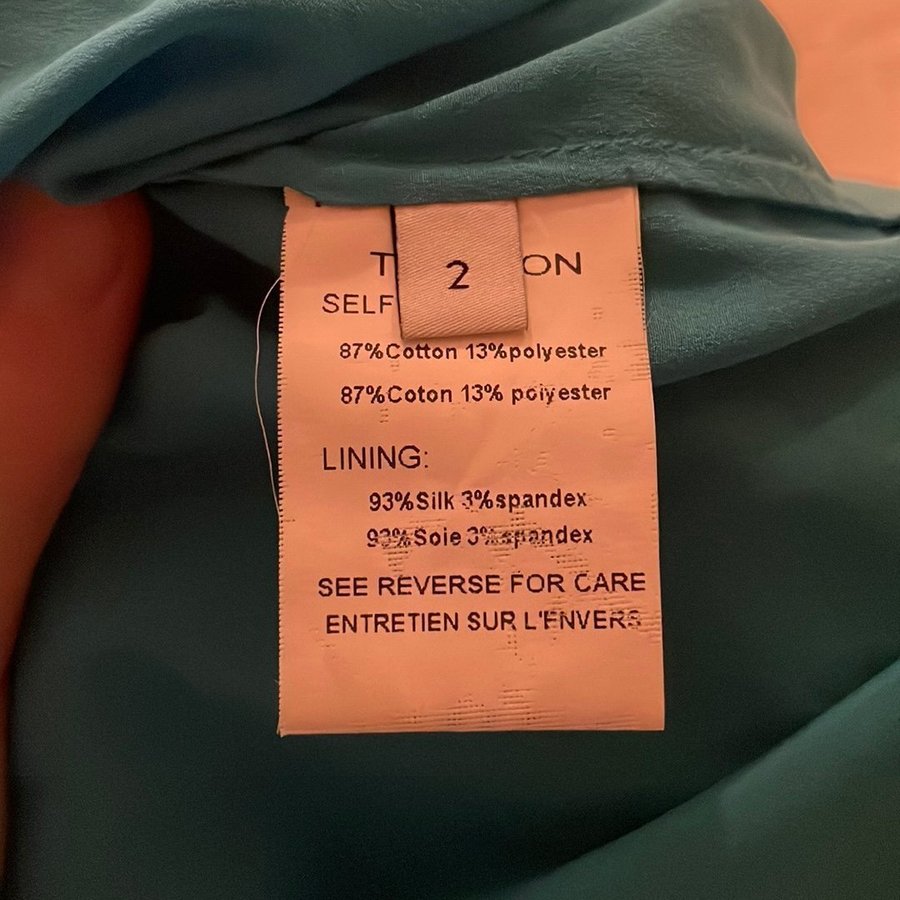 2
T ON
SELF
87%Cotton 13%polyester
87%Coton 13% polyester
LINING:
93%Silk 3%spandex
93%Soie 3%spandex
SEE REVERSE FOR CARE
ENTRETIEN SUR L'ENVERS